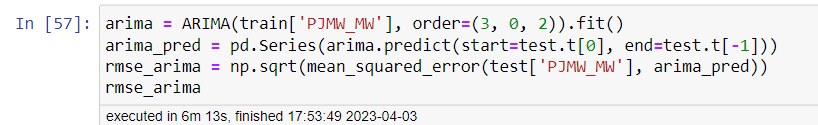 In [57]: arima = ARIMA(train['PJMW_MW'], order=(3, 0, 2)).fit()
arima_pred = pd.Series(arima.predict(start=test.t[0], end=test.t[-1]))
rmse_arima = np.sqrt(mean_squared_error(test['PJMW_MW'], arima_pred))
rmse_arima
executed in 6m 13s, finished 17:53:49 2023-04-03